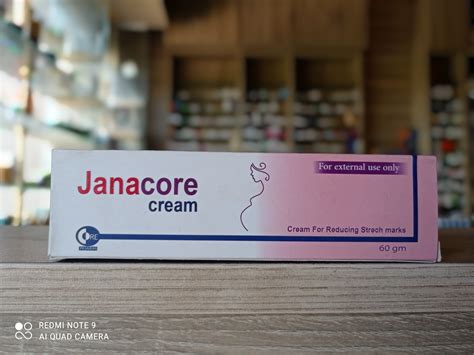 For external use only
Janacore
cream
CORE
Cream For Reducing Strech marks
60 gm
REDMI NOTE 9
AI QUAD CAMERA